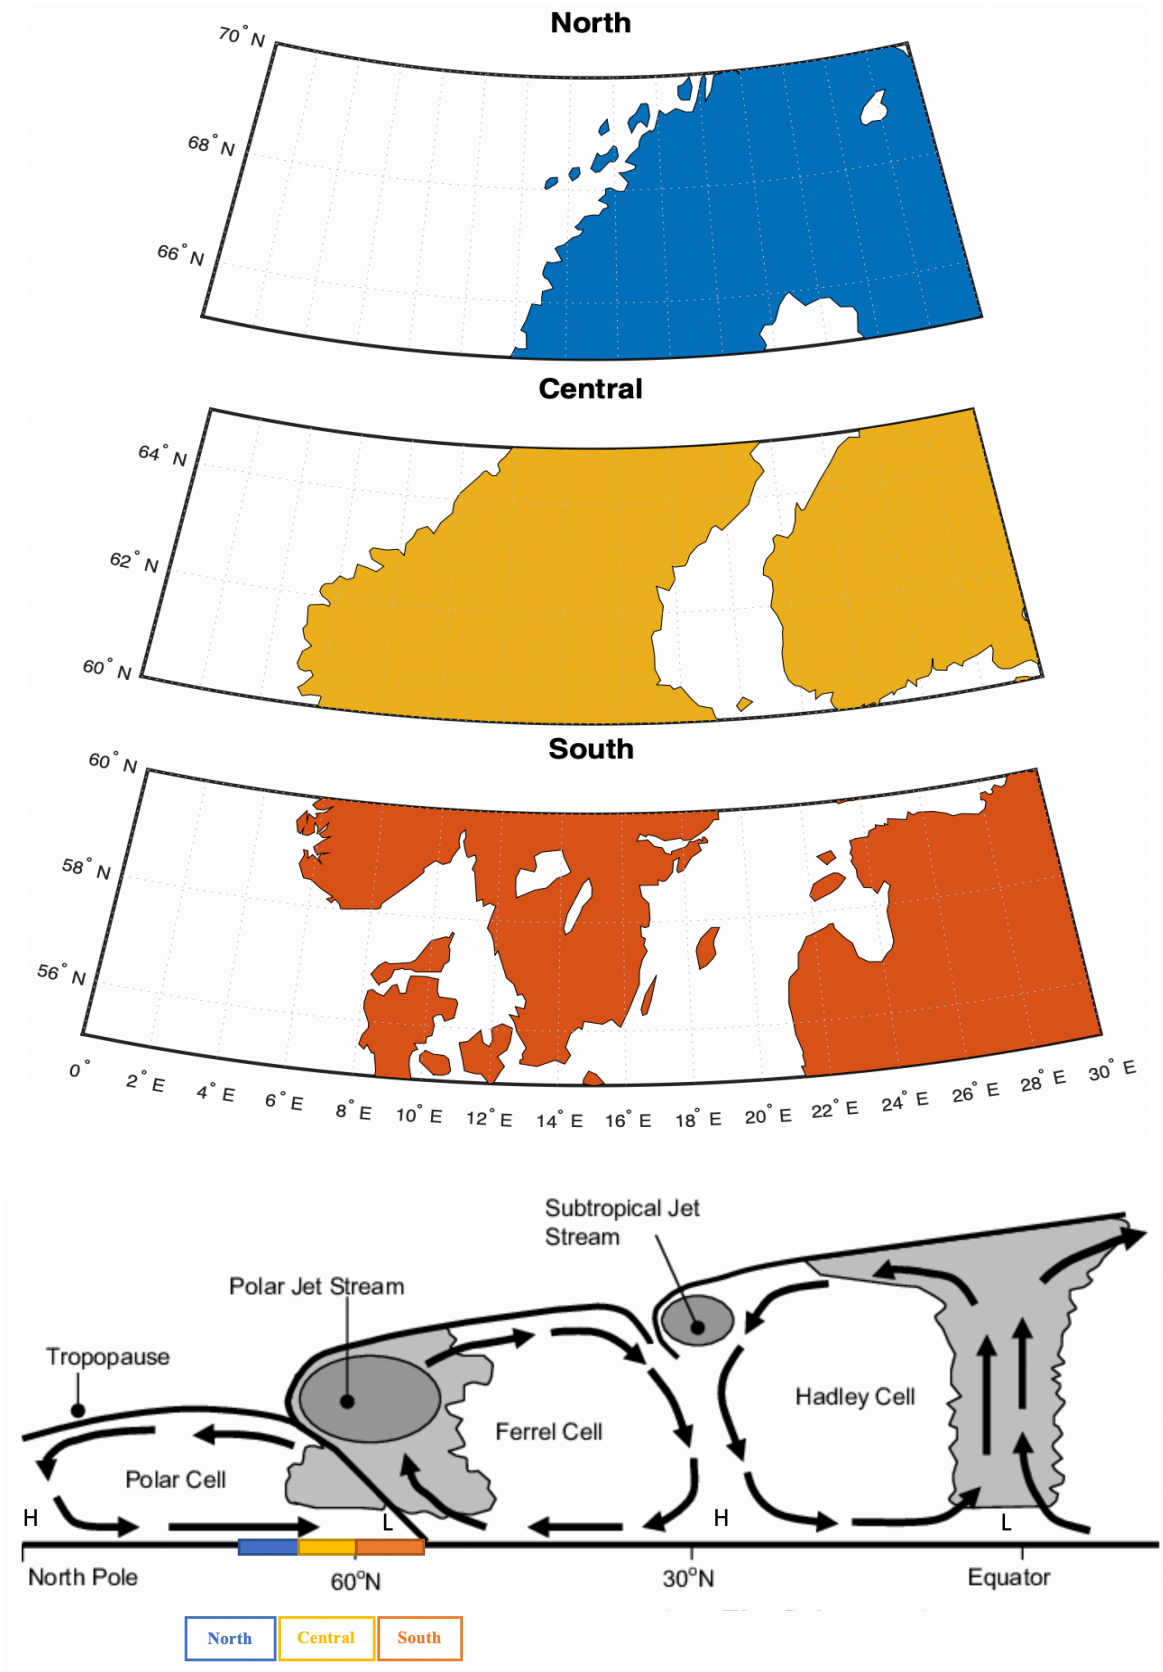 North
70° N
68° N
66° N
Central
64° N
62° N
60° N
South
60° N
58° N
56° N
0° 2° E 4° E 6° E 8° E 10° E 12° E 14° E 16° E 18° E 20° E 22° E 24° E 26° E 28° E 30° E
Subtropical Jet
Stream
Polar Jet Stream
Tropopause
Hadley Cell
Ferrel Cell
Polar Cell
H L H L
North Pole 60°N 30°N Equator
North Central South